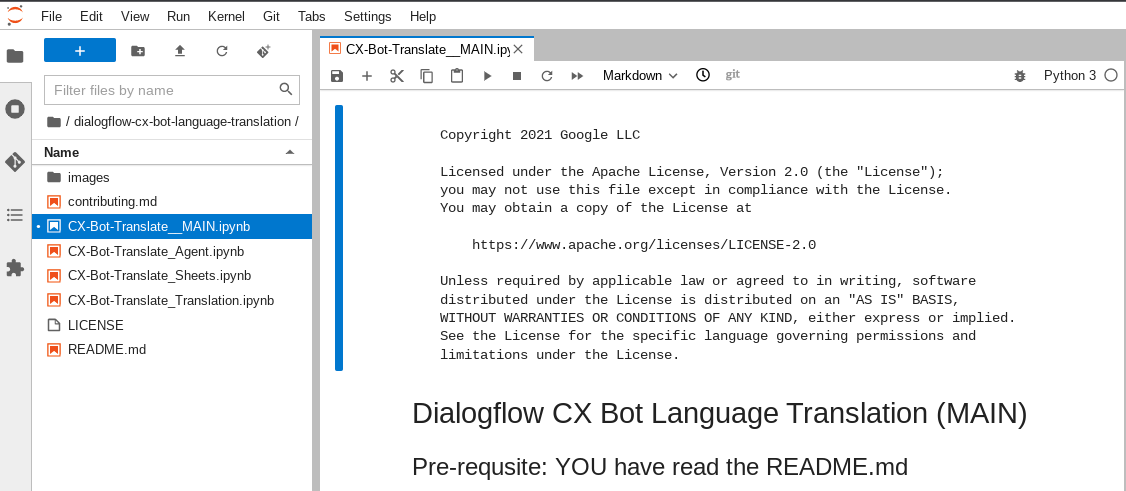 File Edit View Run Kernel Git Tabs Settings Help
Filter files by name
/ dialogflow-cx-bot-language-translation /
Name
images
contributing.md
CX-Bot-Translate__MAIN.ipynb
CX-Bot-Translate_Agent.ipynb
CX-Bot-Translate_Sheets.ipynb
CX-Bot-Translate_Translation.ipynb
LICENSE
README.md
CX-Bot-Translate__MAIN.ipy
Markdown git Python 3
Copyright 2021 Google LLC
Licensed under the Apache License, Version 2.0 (the "License");
you may not use this file except in compliance with the License.
You may obtain a copy of the License at
https://www.apache.org/licenses/LICENSE-2.0
Unless required by applicable law or agreed to in writing, software
distributed under the License is distributed on an "AS IS" BASIS,
WITHOUT WARRANTIES OR CONDITIONS OF ANY KIND, either express or implied.
See the License for the specific language governing permissions and
limitations under the License.
Dialogflow CX Bot Language Translation (MAIN)
Pre-requsite: YOU have read the README.md